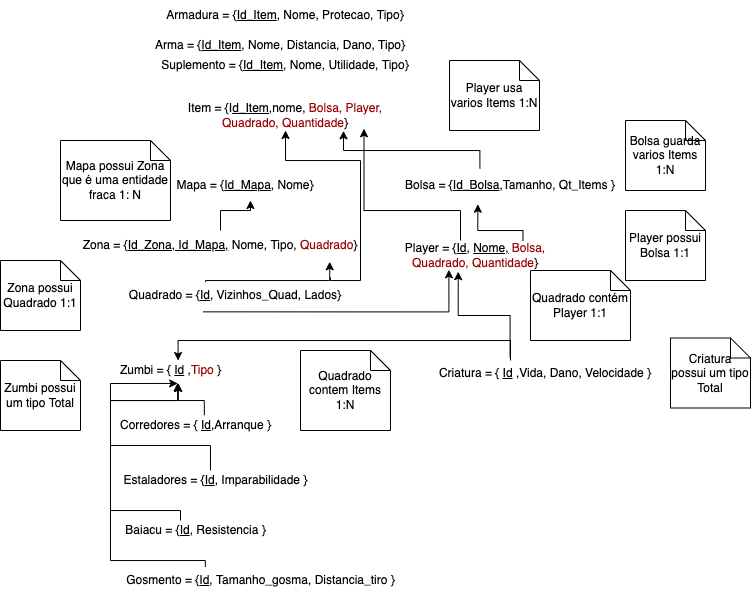 Armadura = {Id_Item, Nome, Protecao, Tipo}
Arma = {Id_Item, Nome, Distancia, Dano, Tipo}
Suplemento = {Id_Item, Nome, Utilidade, Tipo}
Player usa
varios Items 1:N
Item = {Id_Item,nome, Bolsa, Player,
Quadrado, Quantidade}
Bolsa guarda
varios Items
1:N
Mapa possui Zona
que é uma entidade
fraca 1: N
Mapa = {Id_Mapa, Nome}
Bolsa = {Id_Bolsa,Tamanho, Qt_Items }
Zona = {Id_Zona, Id_Mapa, Nome, Tipo, Quadrado}
Player = {Id, Nome, Bolsa,
Quadrado, Quantidade}
Player possui
Bolsa 1:1
Zona possui
Quadrado 1:1
Quadrado = {Id, Vizinhos_Quad, Lados}
Quadrado contém
Player 1:1
Zumbi = { Id ,Tipo }
Criatura = { Id ,Vida, Dano, Velocidade }
Criatura
possui um tipo
Total
Zumbi possui
um tipo Total
Quadrado
contem Items
1:N
Corredores = { Id,Arranque }
Estaladores = {Id, Imparabilidade }
Baiacu = {Id, Resistencia }
Gosmento = {Id, Tamanho_gosma, Distancia_tiro }